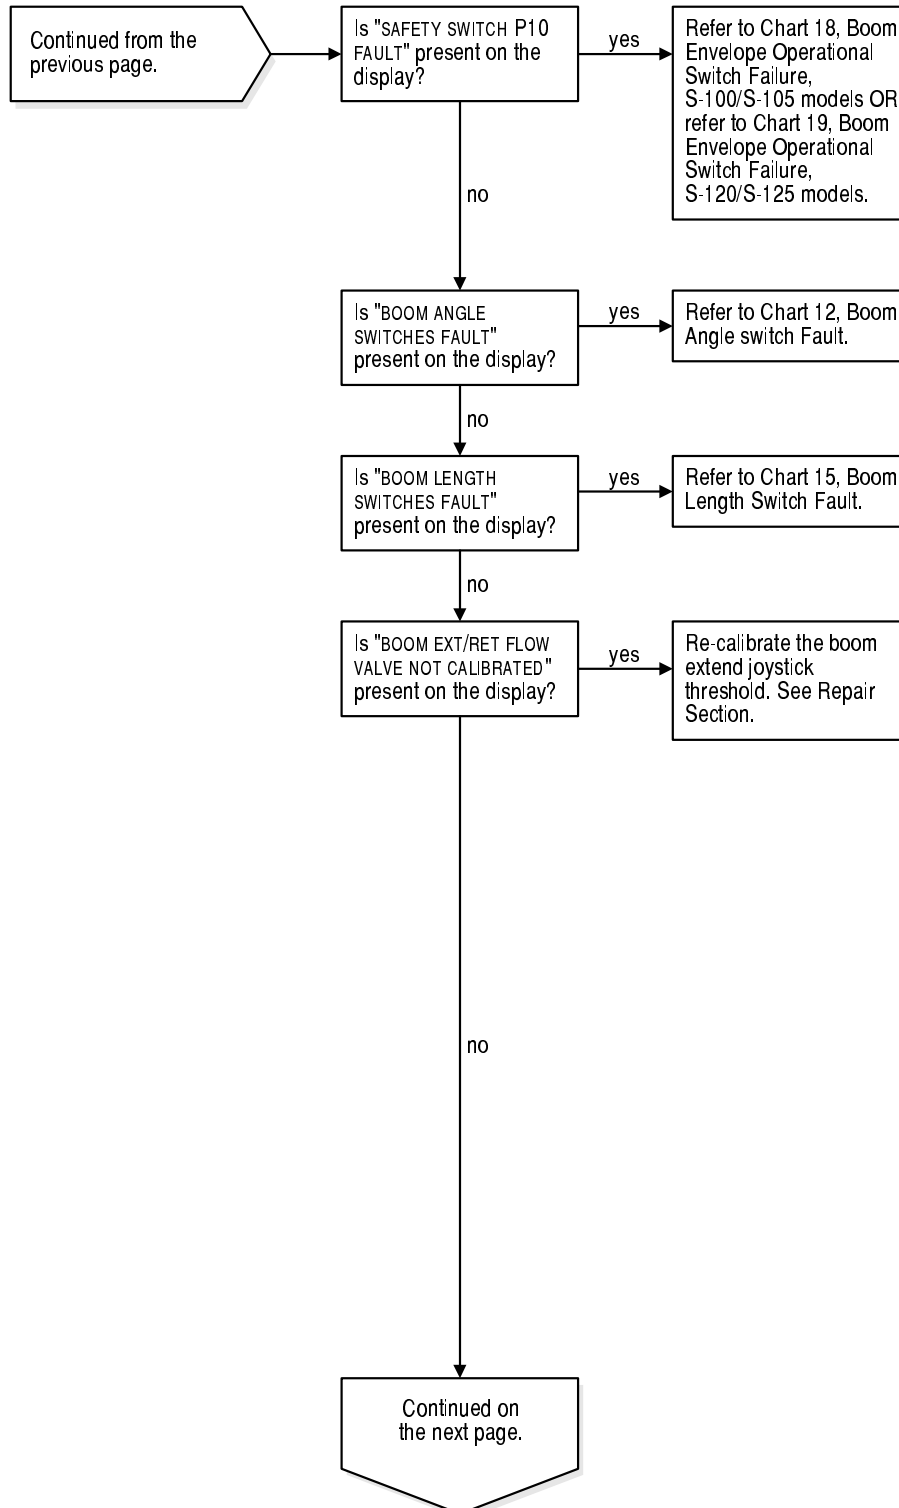 Continued from the
previous page.
Is "SAFETY SWITCH P10
FAULT" present on the
display?
yes
Refer to Chart 18, Boom
Envelope Operational
Switch Failure,
S-100/S-105 models OR
refer to Chart 19, Boom
Envelope Operational
Switch Failure,
S-120/S-125 models.
no
Is "BOOM ANGLE
SWITCHES FAULT"
present on the display?
yes
Refer to Chart 12, Boom
Angle switch Fault.
no
Is "BOOM LENGTH
SWITCHES FAULT"
present on the display?
yes
Refer to Chart 15, Boom
Length Switch Fault.
no
Is "BOOM EXT/RET FLOW
VALVE NOT CALIBRATED"
present on the display?
yes
Re-calibrate the boom
extend joystick
threshold. See Repair
Section.
no
Continued on
the next page.